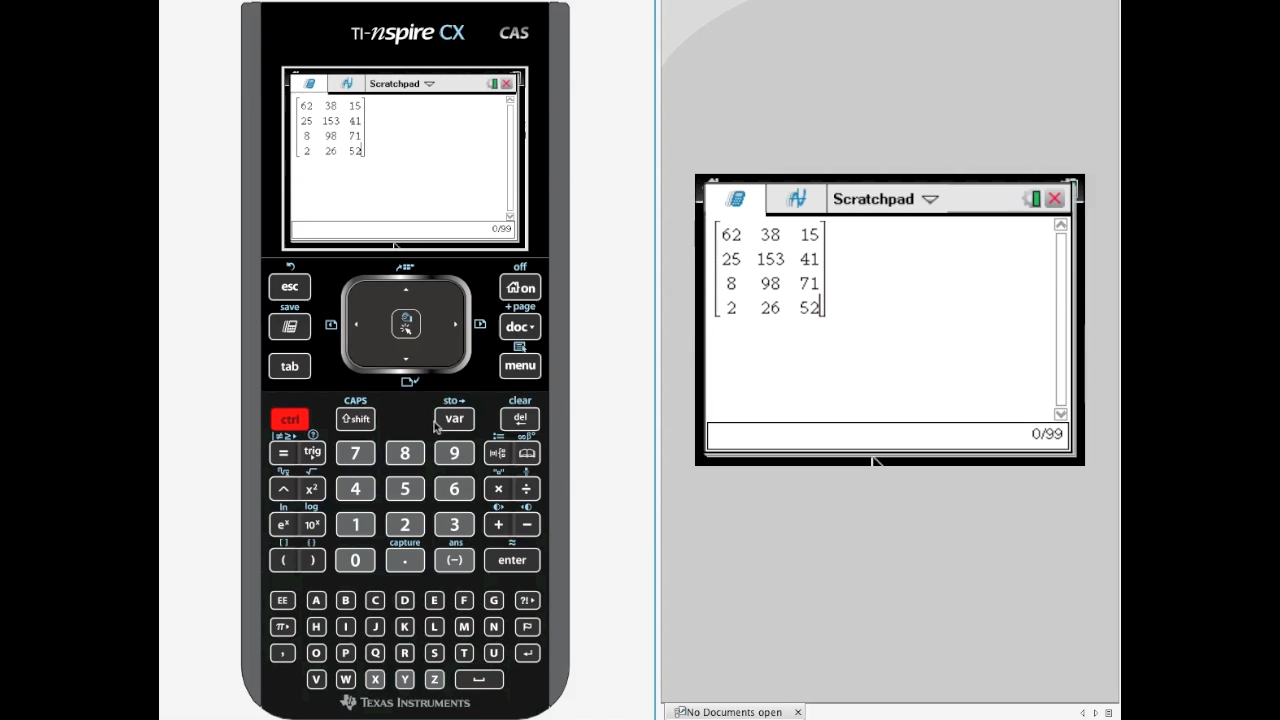 TI-nspire CX CAS
Scratchpad
62 38 15
25 153 41
8 98 71
2 26 52
0/99
off
esc
on
save
+page
doc
tab
menu
CAPS
sto→
clear
ctrl
⇧shift
var
del
=
trig
7
8
9
^
x²
4
5
6
×
÷
ln
log
eˣ
10ˣ
1
2
3
+
−
[ ]
{ }
capture
ans
≈
(
)
0
.
(−)
enter
EE
A
B
C
D
E
F
G
?!▸
π▸
H
I
J
K
L
M
N
,
O
P
Q
R
S
T
U
V
W
X
Y
Z
TEXAS INSTRUMENTS
Scratchpad
62 38 15
25 153 41
8 98 71
2 26 52
0/99
No Documents open